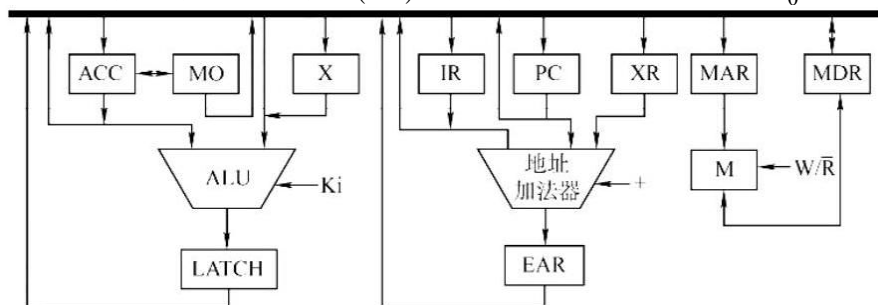 ACC
MO
X
IR
PC
XR
MAR
MDR
ALU
Ki
地址
加法器
+
M
W/R̅
LATCH
EAR